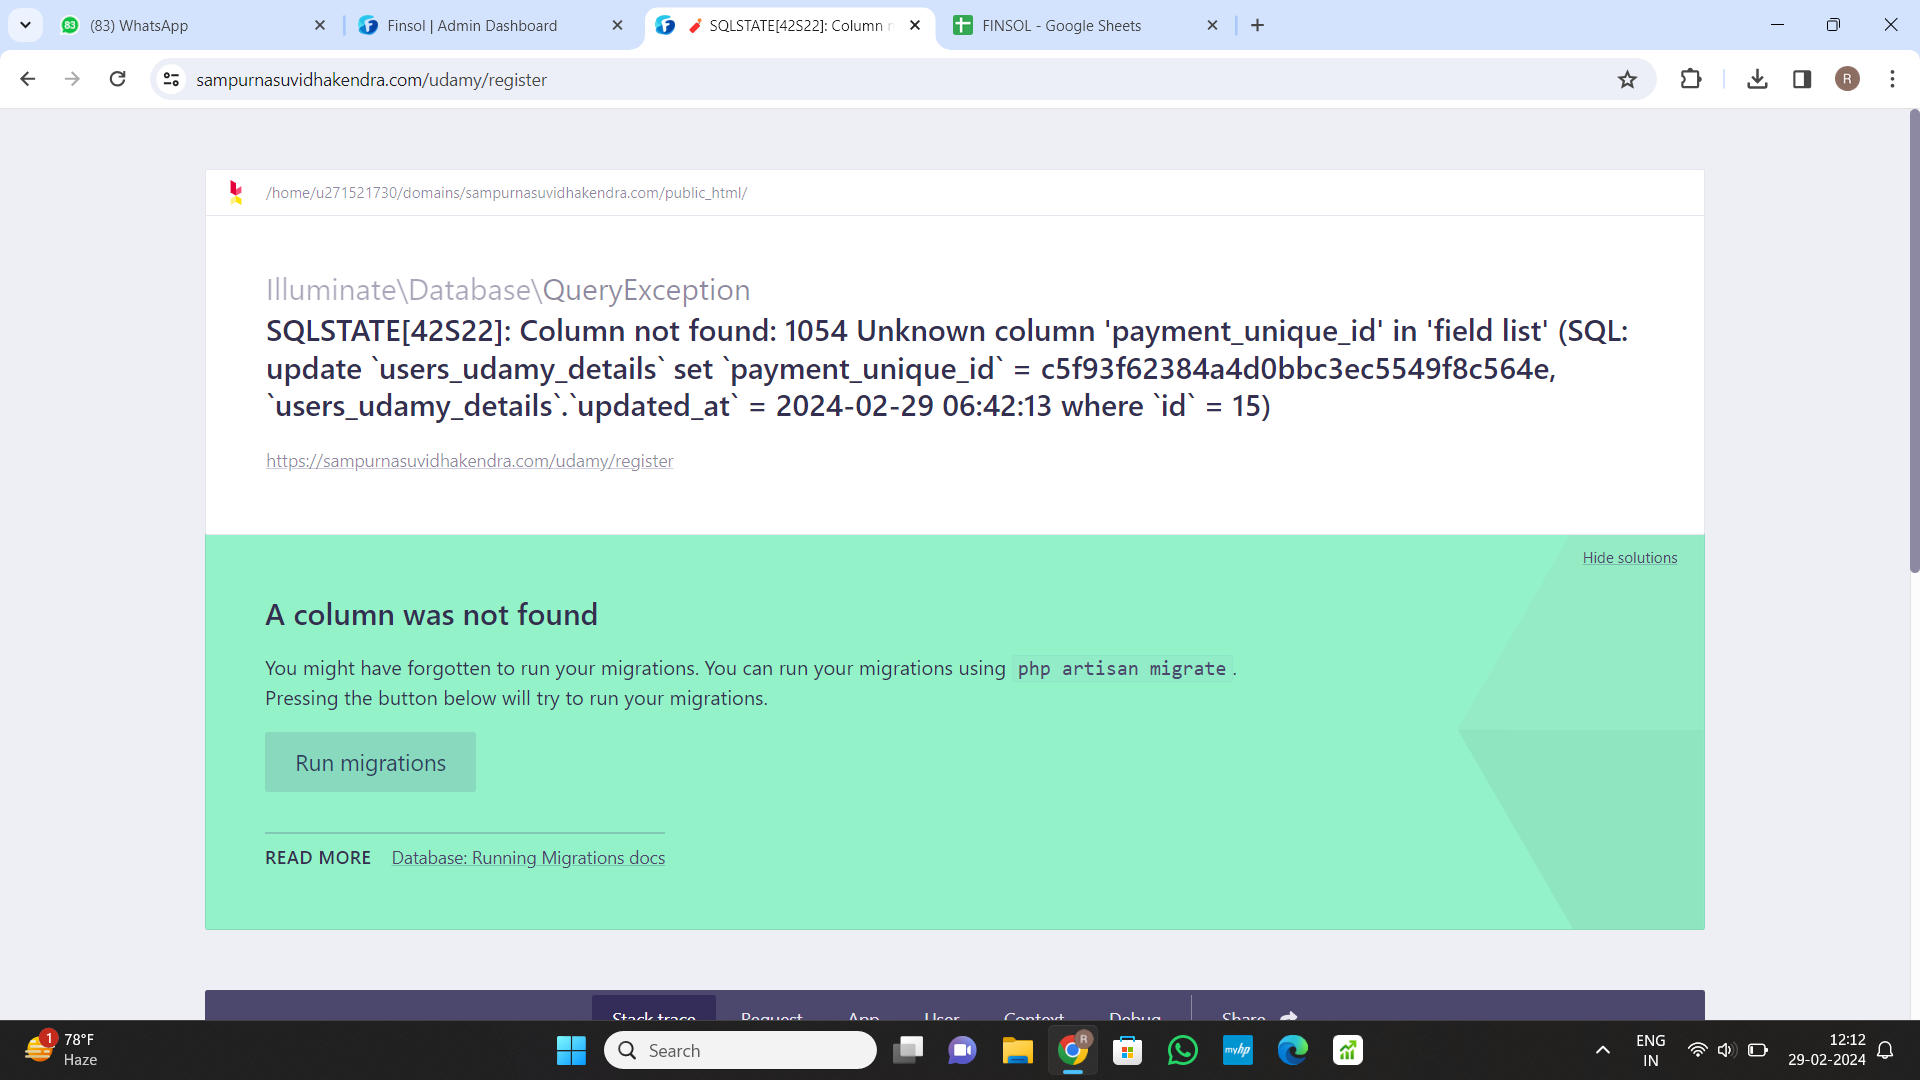 (83) WhatsApp
Finsol | Admin Dashboard
SQLSTATE[42S22]: Column n
FINSOL - Google Sheets
sampurnasuvidhakendra.com/udamy/register
R
/home/u271521730/domains/sampurnasuvidhakendra.com/public_html/
Illuminate\Database\QueryException
SQLSTATE[42S22]: Column not found: 1054 Unknown column 'payment_unique_id' in 'field list' (SQL:
update `users_udamy_details` set `payment_unique_id` = c5f93f62384a4d0bbc3ec5549f8c564e,
`users_udamy_details`.`updated_at` = 2024-02-29 06:42:13 where `id` = 15)
https://sampurnasuvidhakendra.com/udamy/register
Hide solutions
A column was not found
You might have forgotten to run your migrations. You can run your migrations using php artisan migrate.
Pressing the button below will try to run your migrations.
Run migrations
READ MORE Database: Running Migrations docs
Stack trace Request App User Context Debug Share
1
78°F
Haze
Search
R
myhp
ENG
IN
12:12
29-02-2024